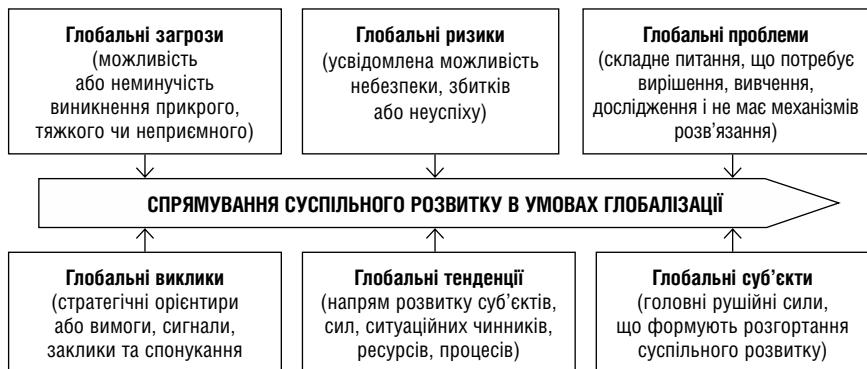 Глобальні загрози
(можливість
або неминучість
виникнення прикрого,
тяжкого чи неприємного)
Глобальні ризики
(усвідомлена можливість
небезпеки, збитків
або неуспіху)
Глобальні проблеми
(складне питання, що потребує
вирішення, вивчення,
дослідження і не має механізмів
розв’язання)
СПРЯМУВАННЯ СУСПІЛЬНОГО РОЗВИТКУ В УМОВАХ ГЛОБАЛІЗАЦІЇ
Глобальні виклики
(стратегічні орієнтири
або вимоги, сигнали,
заклики та спонукання
Глобальні тенденції
(напрям розвитку суб’єктів,
сил, ситуаційних чинників,
ресурсів, процесів)
Глобальні суб’єкти
(головні рушійні сили,
що формують розгортання
суспільного розвитку)